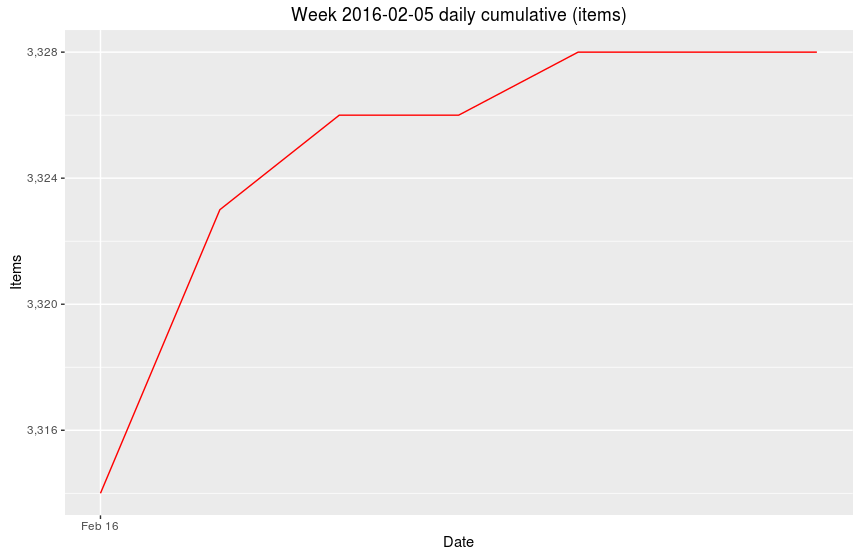 Week 2016-02-05 daily cumulative (items)
3,328
3,324
3,320
3,316
Items
Feb 16
Date